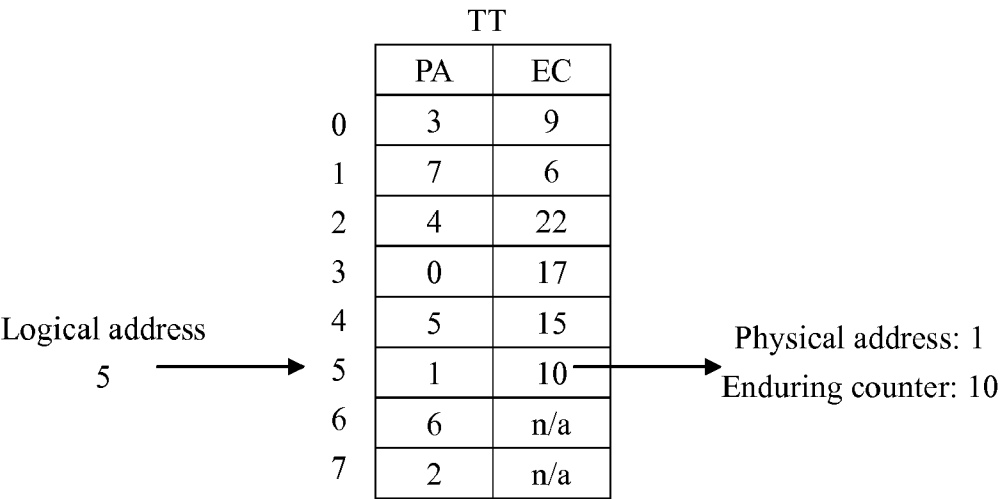 TT
PA EC
0 3 9
1 7 6
2 4 22
3 0 17
4 5 15
Logical address
5
5 1 10
Physical address: 1
Enduring counter: 10
6 6 n/a
7 2 n/a